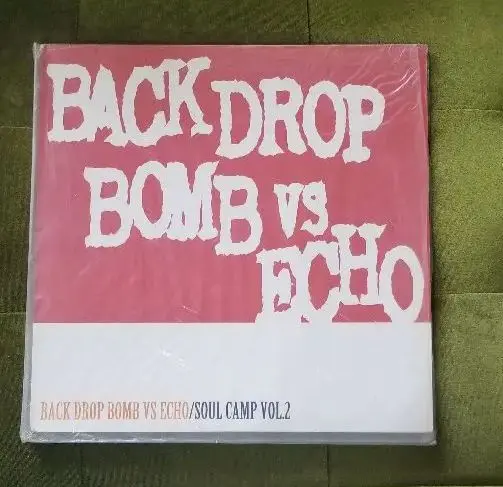 BACK DROP
BOMB VS
ECHO
BACK DROP BOMB VS ECHO/SOUL CAMP VOL.2